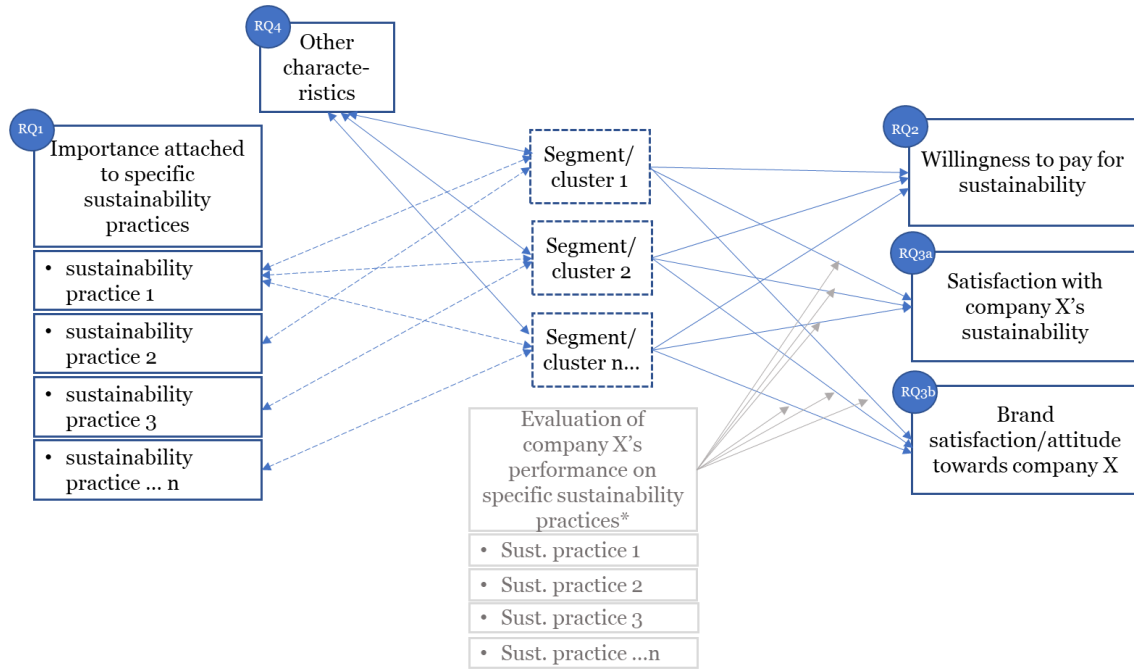 RQ4
Other
characte-
ristics
RQ1
Importance attached
to specific
sustainability
practices
• sustainability
practice 1
• sustainability
practice 2
• sustainability
practice 3
• sustainability
practice ... n
Segment/
cluster 1
Segment/
cluster 2
Segment/
cluster n...
Evaluation of
company X's
performance on
specific sustainability
practices*
• Sust. practice 1
• Sust. practice 2
• Sust. practice 3
• Sust. practice ...n
RQ2
Willingness to pay for
sustainability
RQ3a
Satisfaction with
company X's
sustainability
RQ3b
Brand
satisfaction/attitude
towards company X